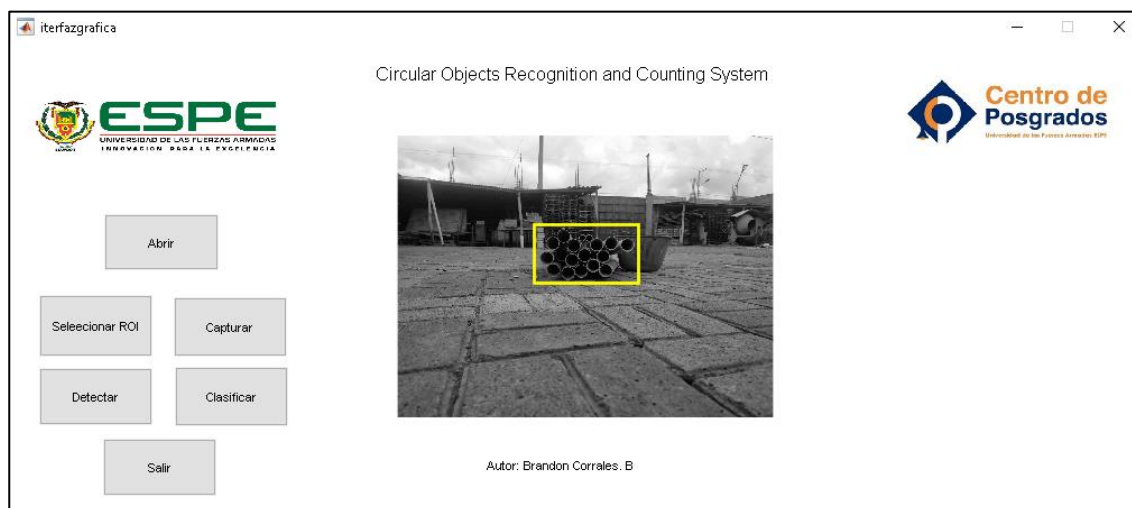 iterfazgrafica
Circular Objects Recognition and Counting System
ESPE
UNIVERSIDAD DE LAS FUERZAS ARMADAS
INNOVACION PARA LA EXCELENCIA
Centro de
Posgrados
Universidad de las Fuerzas Armadas ESPE
Abrir
Seleecionar ROI
Capturar
Detectar
Clasificar
Salir
Autor: Brandon Corrales. B